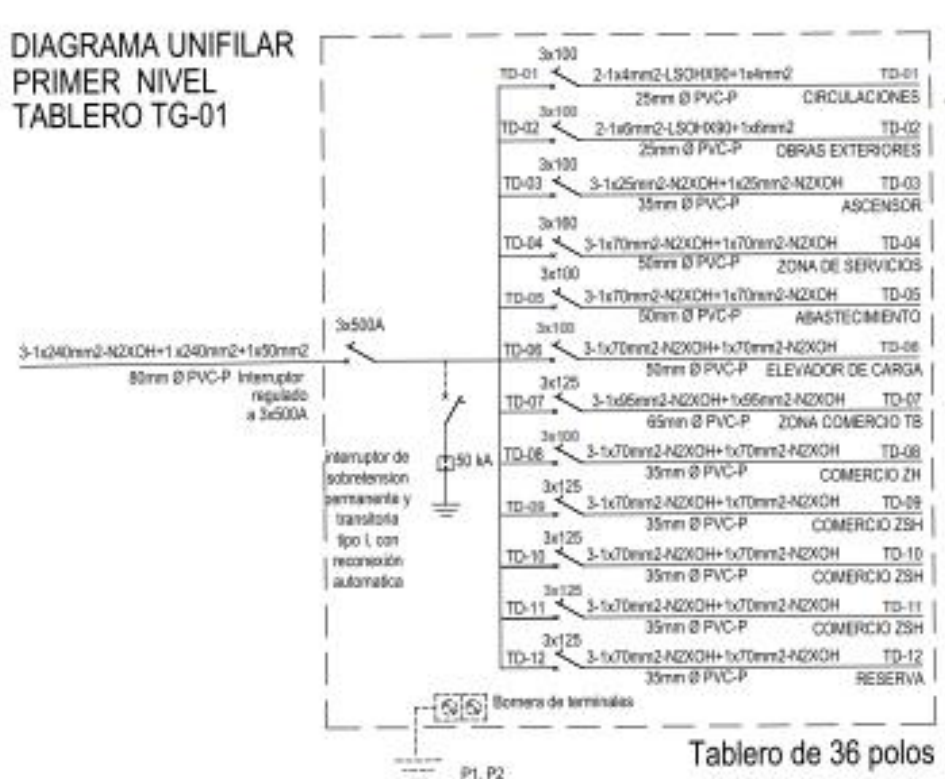 DIAGRAMA UNIFILAR
PRIMER NIVEL
TABLERO TG-01
3x100
TD-01 2-1x4mm2-LSOHX90+1x4mm2 TD-01
25mm Ø PVC-P CIRCULACIONES
3x100
TD-02 2-1x6mm2-LSOHX90+1x6mm2 TD-02
25mm Ø PVC-P OBRAS EXTERIORES
3x100
TD-03 3-1x25mm2-N2XOH+1x25mm2-N2XOH TD-03
35mm Ø PVC-P ASCENSOR
3x160
TD-04 3-1x70mm2-N2XOH+1x70mm2-N2XOH TD-04
50mm Ø PVC-P ZONA DE SERVICIOS
3x100
TD-05 3-1x70mm2-N2XOH+1x70mm2-N2XOH TD-05
50mm Ø PVC-P ABASTECIMIENTO
3x100
TD-06 3-1x70mm2-N2XOH+1x70mm2-N2XOH TD-06
50mm Ø PVC-P ELEVADOR DE CARGA
3x125
TD-07 3-1x95mm2-N2XOH+1x95mm2-N2XOH TD-07
65mm Ø PVC-P ZONA COMERCIO TB
3x100
TD-08 3-1x70mm2-N2XOH+1x70mm2-N2XOH TD-08
35mm Ø PVC-P COMERCIO ZH
3x125
TD-09 3-1x70mm2-N2XOH+1x70mm2-N2XOH TD-09
35mm Ø PVC-P COMERCIO ZSH
3x125
TD-10 3-1x70mm2-N2XOH+1x70mm2-N2XOH TD-10
35mm Ø PVC-P COMERCIO ZSH
3x125
TD-11 3-1x70mm2-N2XOH+1x70mm2-N2XOH TD-11
35mm Ø PVC-P COMERCIO ZSH
3x125
TD-12 3-1x70mm2-N2XOH+1x70mm2-N2XOH TD-12
35mm Ø PVC-P RESERVA
3x500A
3-1x240mm2-N2XOH+1x240mm2+1x50mm2
80mm Ø PVC-P Interruptor
regulado
a 3x500A
interruptor de
sobretension
permanente y
transitoria
tipo I, con
reconexión
automatica
50 kA
Bornera de terminales
P1, P2
Tablero de 36 polos